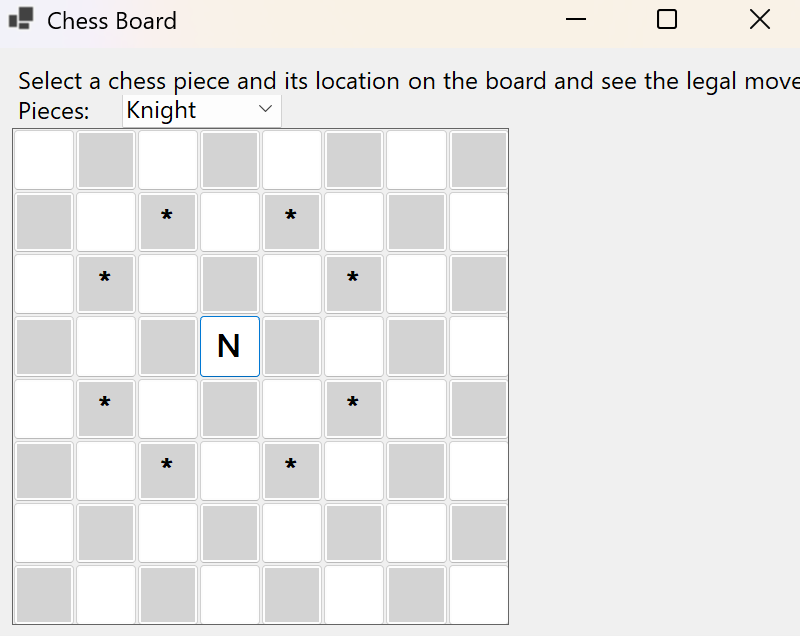 Chess Board
Select a chess piece and its location on the board and see the legal move
Pieces: Knight
* *
* *
N
* *
* *